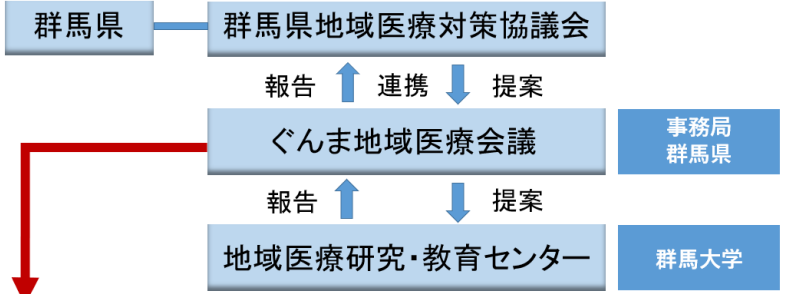 群馬県
群馬県地域医療対策協議会
報告 連携 提案
ぐんま地域医療会議
事務局
群馬県
報告 提案
地域医療研究・教育センター
群馬大学